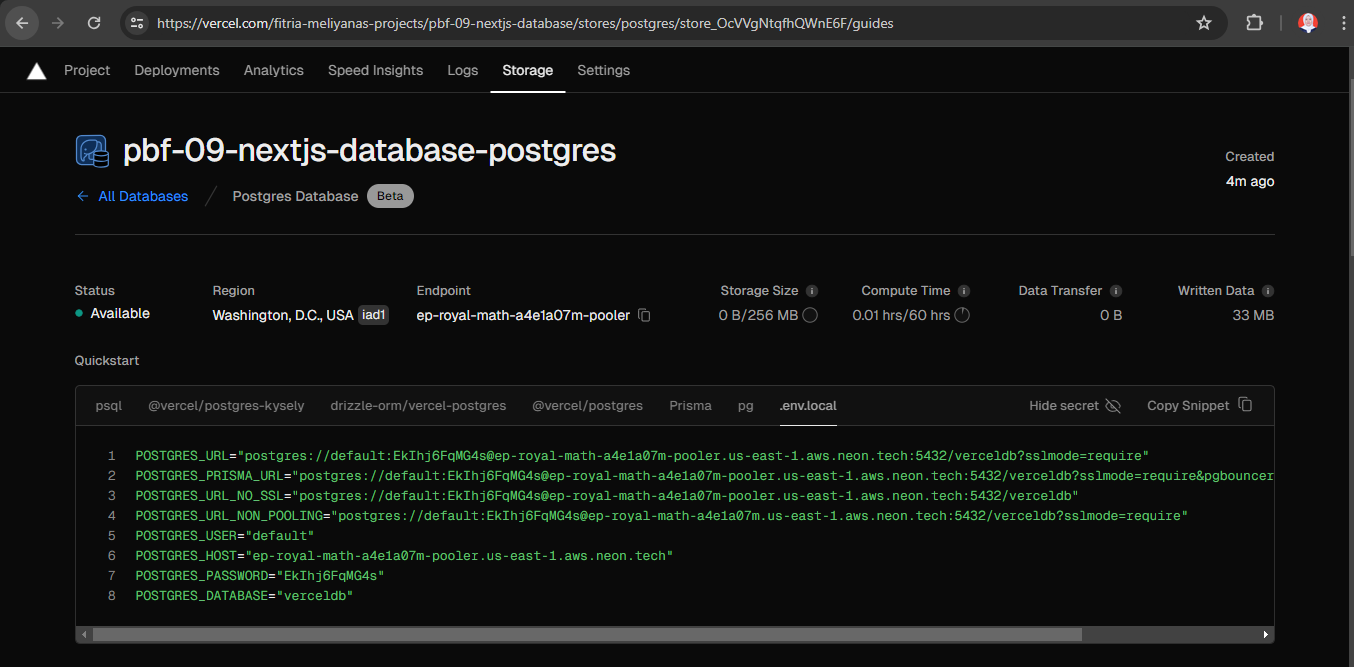 https://vercel.com/fitria-meliyanas-projects/pbf-09-nextjs-database/stores/postgres/store_OcVVgNtqfhQWnE6F/guides
Project Deployments Analytics Speed Insights Logs Storage Settings
pbf-09-nextjs-database-postgres
Created
4m ago
← All Databases / Postgres Database Beta
Status Region Endpoint Storage Size Compute Time Data Transfer Written Data
Available Washington, D.C., USA iad1 ep-royal-math-a4e1a07m-pooler 0 B/256 MB 0.01 hrs/60 hrs 0 B 33 MB
Quickstart
psql @vercel/postgres-kysely drizzle-orm/vercel-postgres @vercel/postgres Prisma pg .env.local Hide secret Copy Snippet
1 POSTGRES_URL="postgres://default:EkIhj6FqMG4s@ep-royal-math-a4e1a07m-pooler.us-east-1.aws.neon.tech:5432/verceldb?sslmode=require"
2 POSTGRES_PRISMA_URL="postgres://default:EkIhj6FqMG4s@ep-royal-math-a4e1a07m-pooler.us-east-1.aws.neon.tech:5432/verceldb?sslmode=require&pgbouncer
3 POSTGRES_URL_NO_SSL="postgres://default:EkIhj6FqMG4s@ep-royal-math-a4e1a07m-pooler.us-east-1.aws.neon.tech:5432/verceldb"
4 POSTGRES_URL_NON_POOLING="postgres://default:EkIhj6FqMG4s@ep-royal-math-a4e1a07m.us-east-1.aws.neon.tech:5432/verceldb?sslmode=require"
5 POSTGRES_USER="default"
6 POSTGRES_HOST="ep-royal-math-a4e1a07m-pooler.us-east-1.aws.neon.tech"
7 POSTGRES_PASSWORD="EkIhj6FqMG4s"
8 POSTGRES_DATABASE="verceldb"